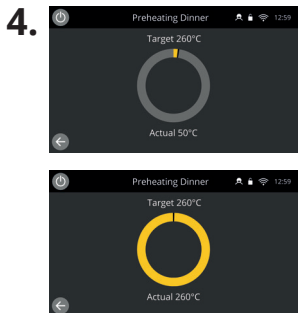 4.
Preheating Dinner 12:59
Target 260°C
Actual 50°C
Preheating Dinner 12:59
Target 260°C
Actual 260°C